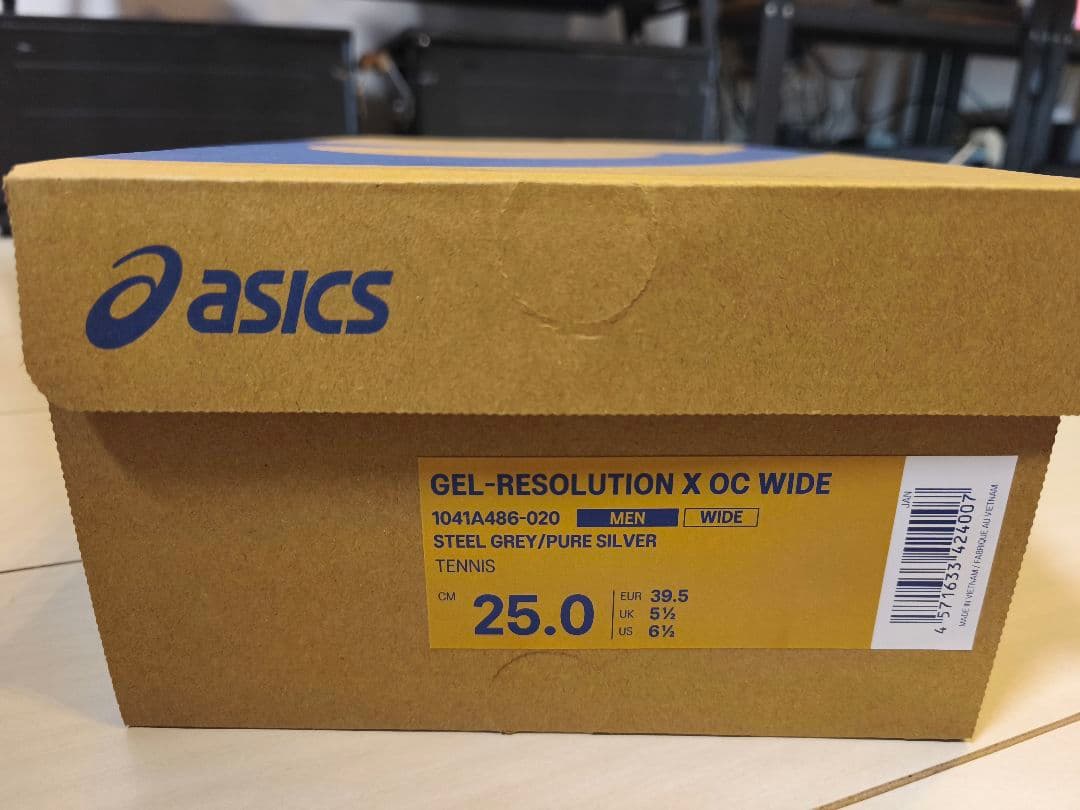 asics
GEL-RESOLUTION X OC WIDE
1041A486-020 MEN WIDE
STEEL GREY/PURE SILVER
TENNIS
CM 25.0
EUR 39.5
UK 5½
US 6½
JAN
4 571633 424007
MADE IN VIETNAM / FABRIQUE AU VIETNAM